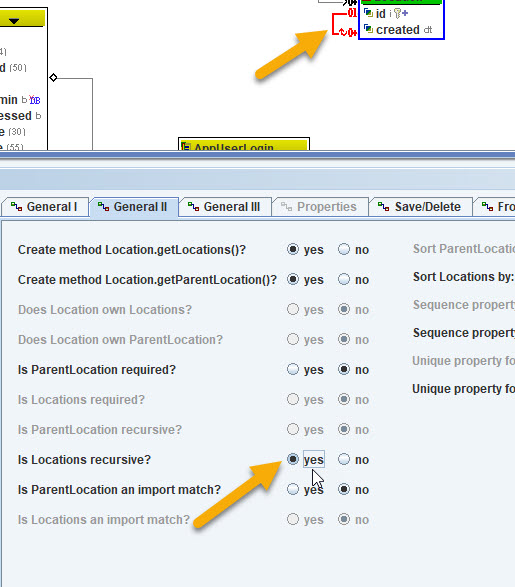 01
id i
created dt
0+
4)
d (50)
min b DB
essed b
e (30)
e (55)
AppUserLogin
General I General II General III Properties Save/Delete Fro
Create method Location.getLocations()? yes no Sort ParentLocatio
Create method Location.getParentLocation()? yes no Sort Locations by:
Does Location own Locations? yes no Sequence property
Does Location own ParentLocation? yes no Sequence property
Is ParentLocation required? yes no Unique property fo
Is Locations required? yes no Unique property fo
Is ParentLocation recursive? yes no
Is Locations recursive? yes no
Is ParentLocation an import match? yes no
Is Locations an import match? yes no